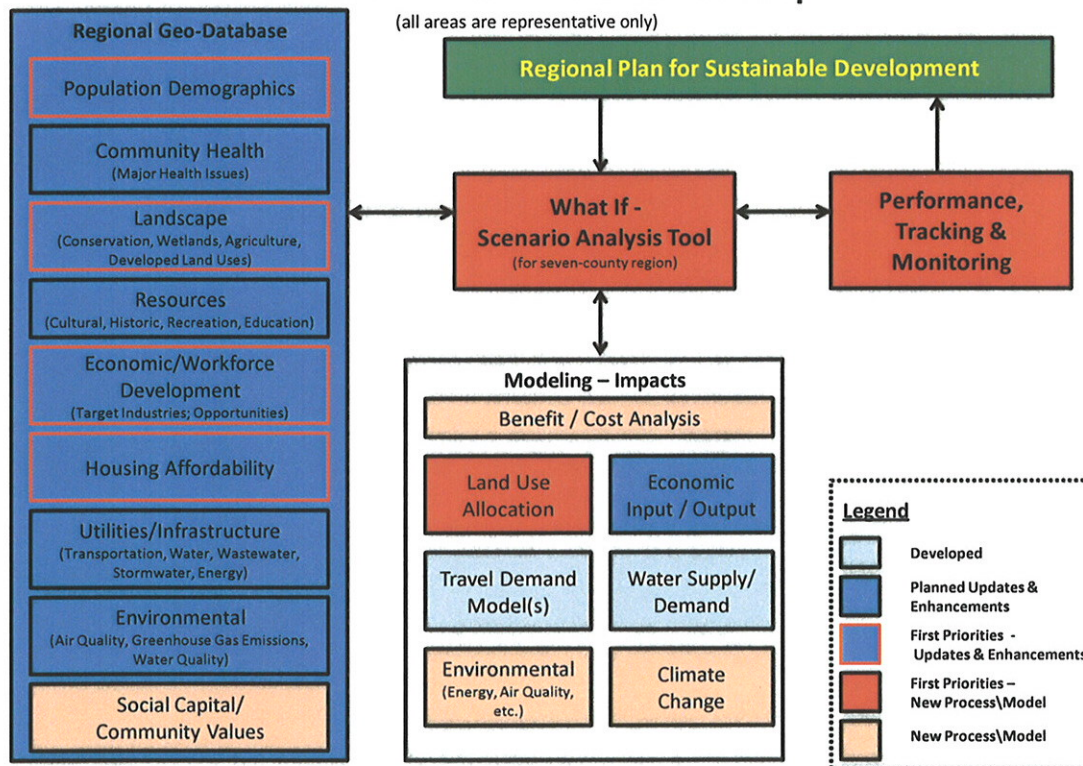 (all areas are representative only)
Regional Geo-Database
Population Demographics
Community Health
(Major Health Issues)
Landscape
(Conservation, Wetlands, Agriculture,
Developed Land Uses)
Resources
(Cultural, Historic, Recreation, Education)
Economic/Workforce
Development
(Target Industries; Opportunities)
Housing Affordability
Utilities/Infrastructure
(Transportation, Water, Wastewater,
Stormwater, Energy)
Environmental
(Air Quality, Greenhouse Gas Emissions,
Water Quality)
Social Capital/
Community Values
Regional Plan for Sustainable Development
What If -
Scenario Analysis Tool
(for seven-county region)
Performance,
Tracking &
Monitoring
Modeling – Impacts
Benefit / Cost Analysis
Land Use
Allocation
Economic
Input / Output
Travel Demand
Model(s)
Water Supply/
Demand
Environmental
(Energy, Air Quality,
etc.)
Climate
Change
Legend
Developed
Planned Updates &
Enhancements
First Priorities -
Updates & Enhancements
First Priorities –
New Process\Model
New Process\Model